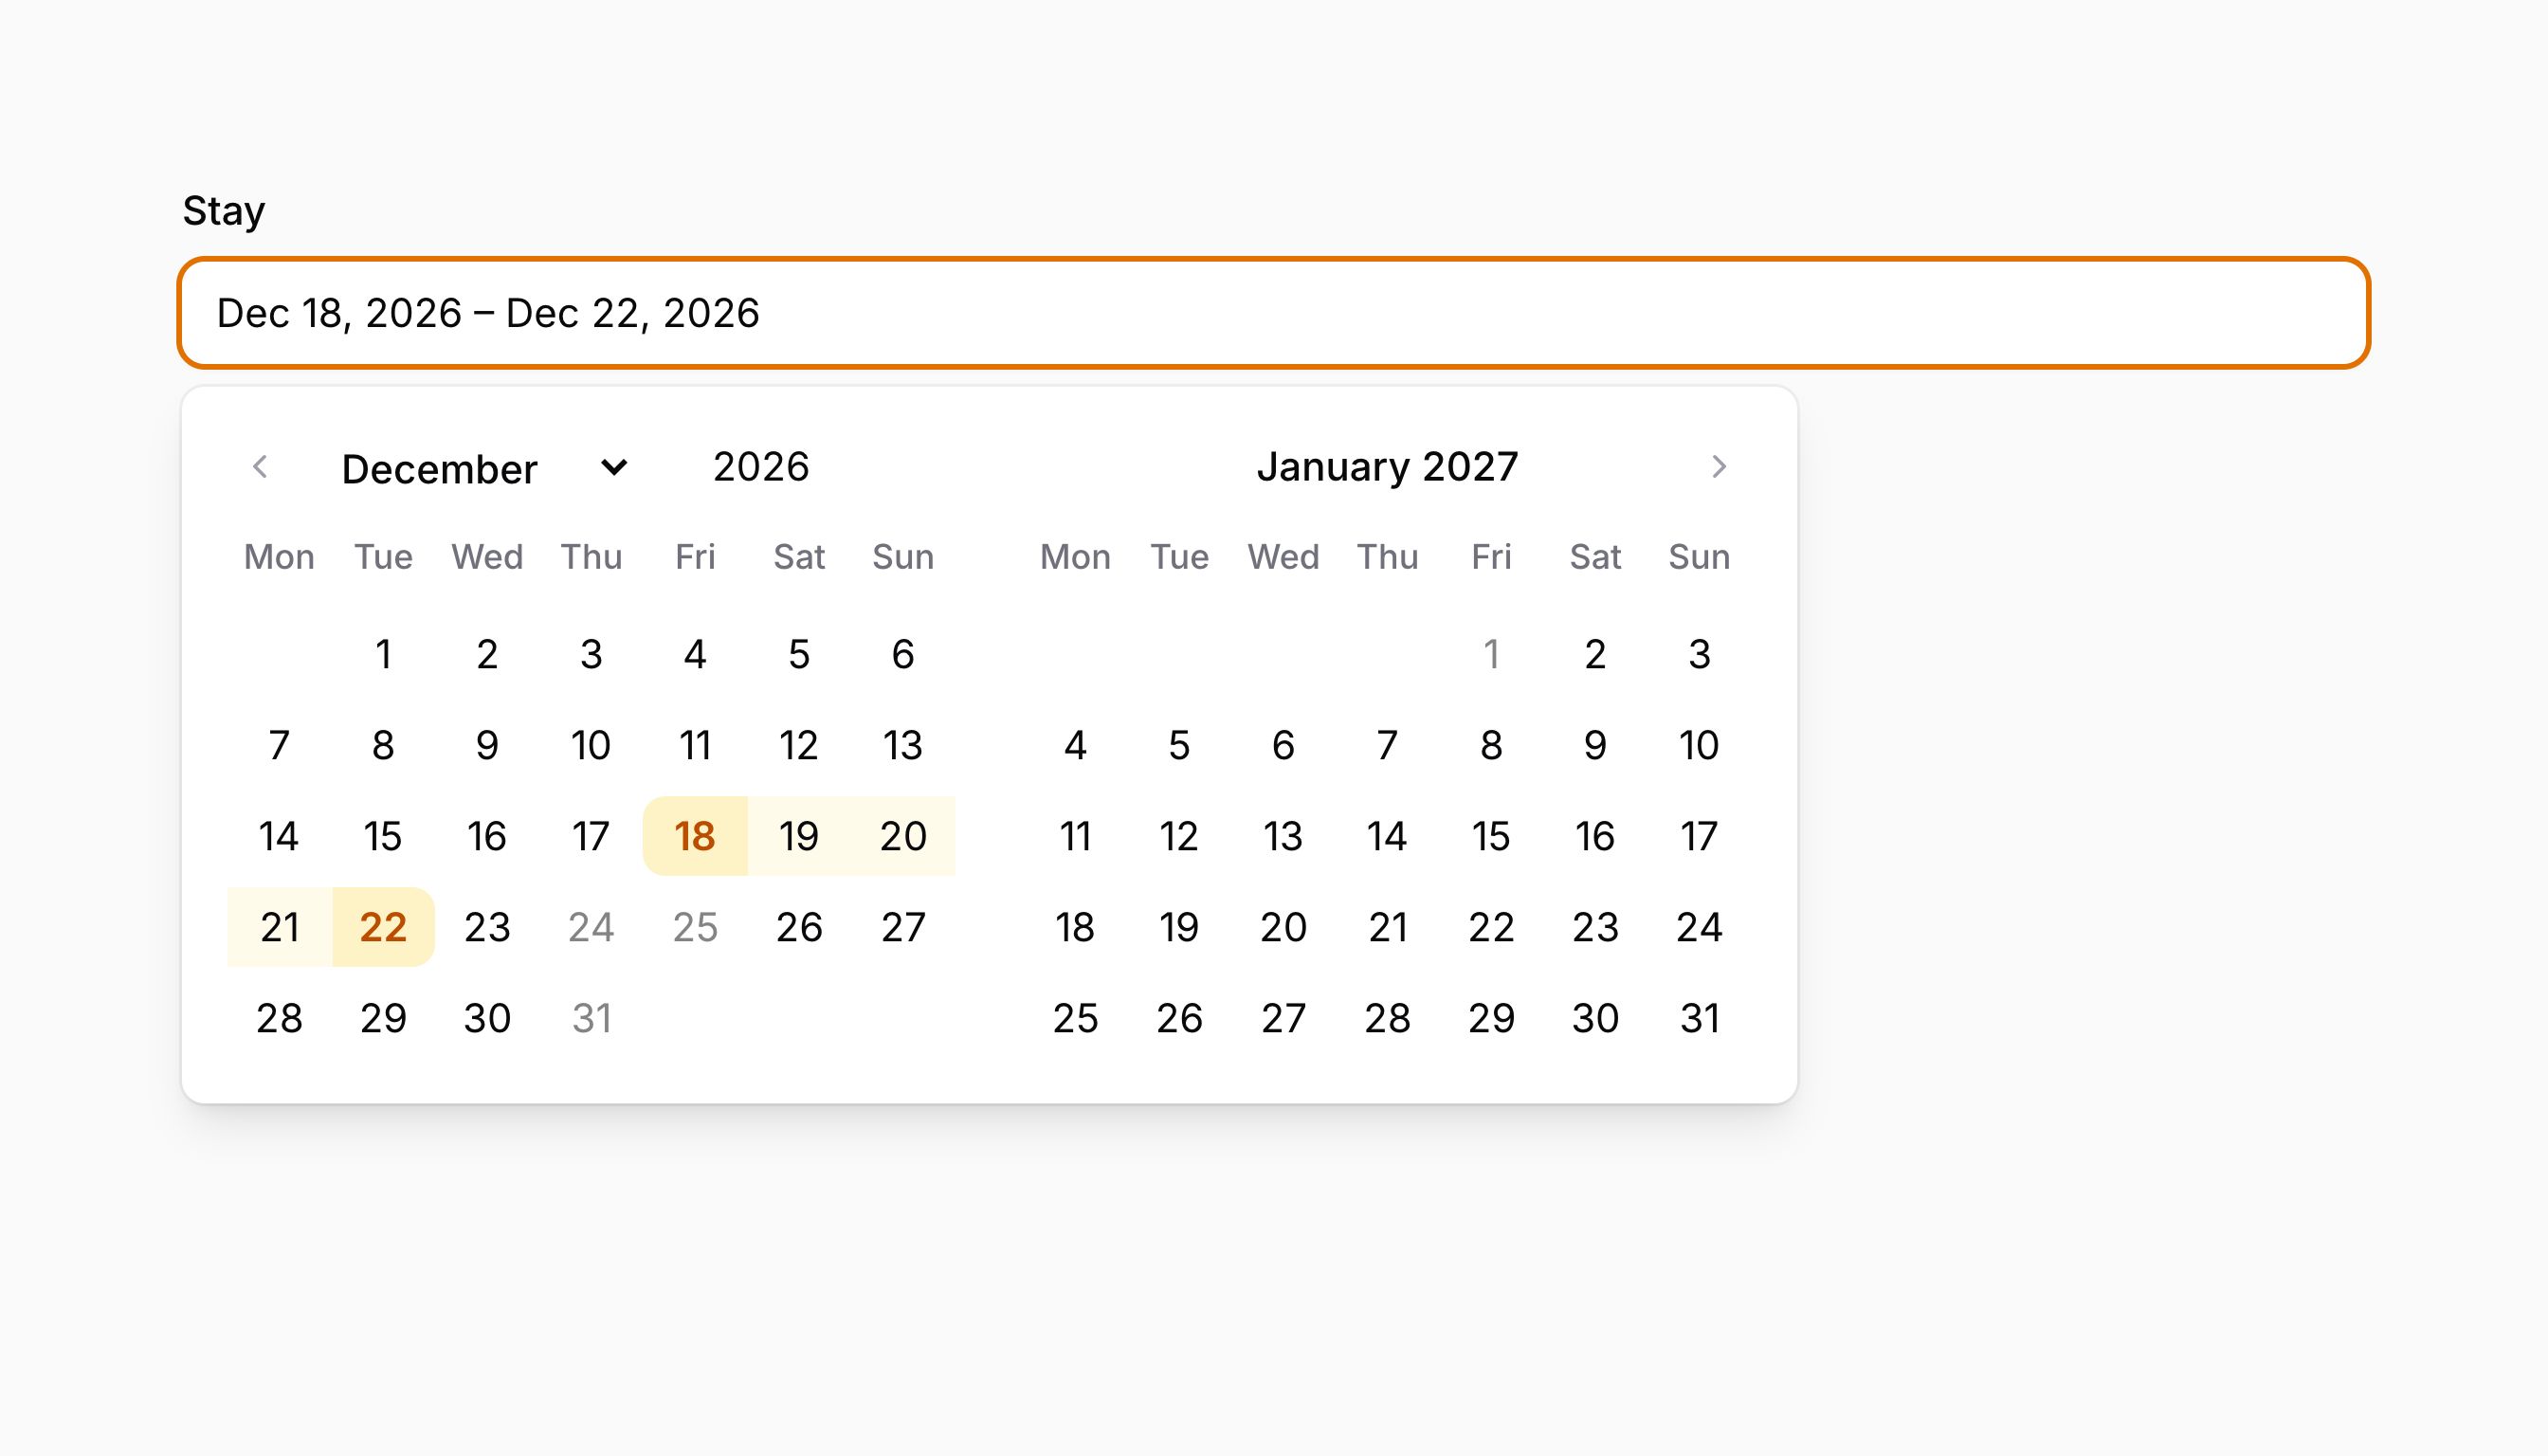 Stay
Dec 18, 2026 – Dec 22, 2026
December 2026
Mon Tue Wed Thu Fri Sat Sun
1 2 3 4 5 6
7 8 9 10 11 12 13
14 15 16 17 18 19 20
21 22 23 24 25 26 27
28 29 30 31
January 2027
Mon Tue Wed Thu Fri Sat Sun
1 2 3
4 5 6 7 8 9 10
11 12 13 14 15 16 17
18 19 20 21 22 23 24
25 26 27 28 29 30 31